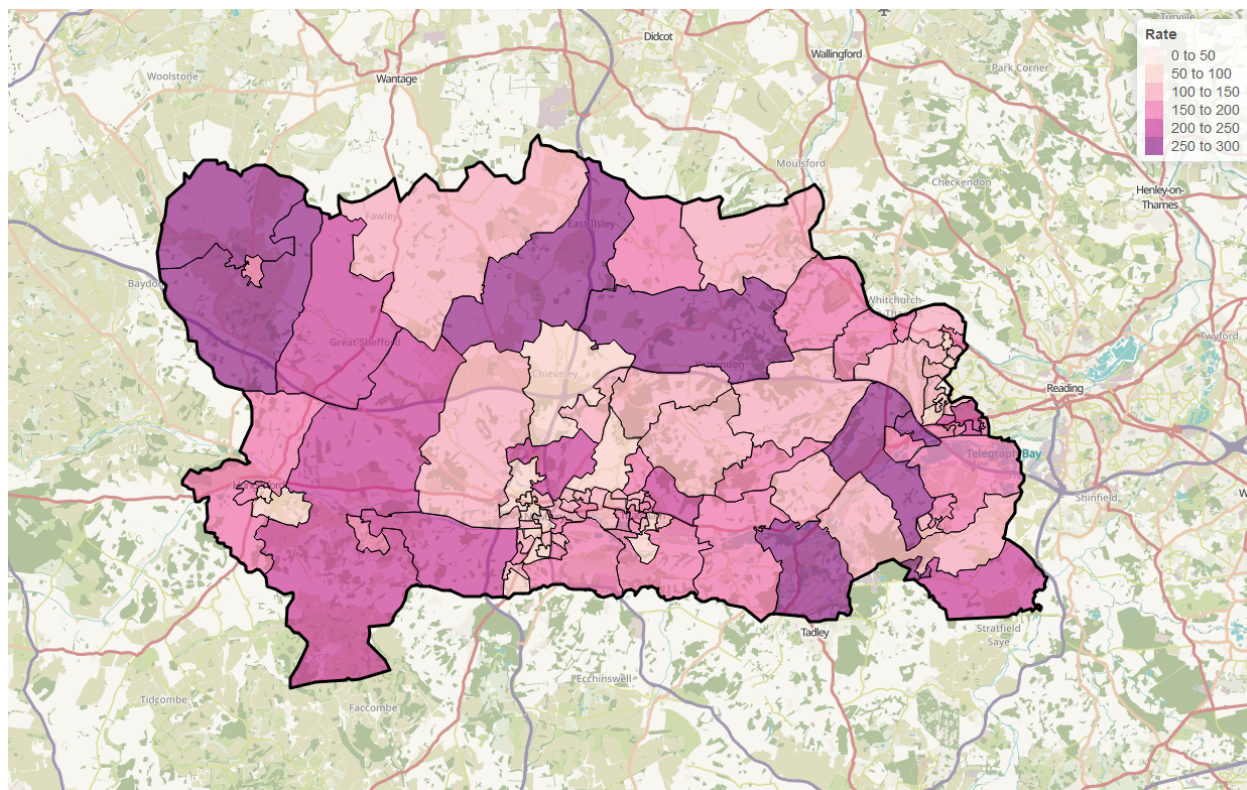 Turville
Rate
0 to 50
50 to 100
100 to 150
150 to 200
200 to 250
250 to 300
Didcot
Wallingford
Park Corner
Woolstone
Wantage
Moulsford
Checkendon
Henley-on-
Thames
Fawley
East Ilsley
Baydon
Whitchurch-
Great Shefford
Twyford
Chieveley
Yattendon
Reading
Telegraph Bay
Hungerford
Shinfield
W
Tadley
Stratfield
Saye
Ecchinswell
Tidcombe
Faccombe